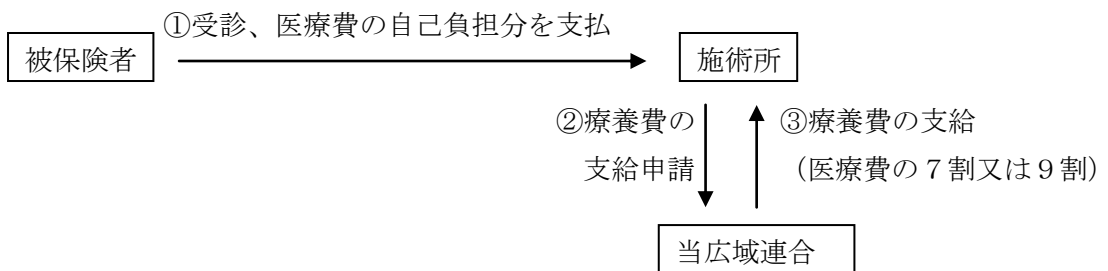 ①受診、医療費の自己負担分を支払
被保険者
施術所
②療養費の
支給申請
③療養費の支給
（医療費の７割又は９割）
当広域連合